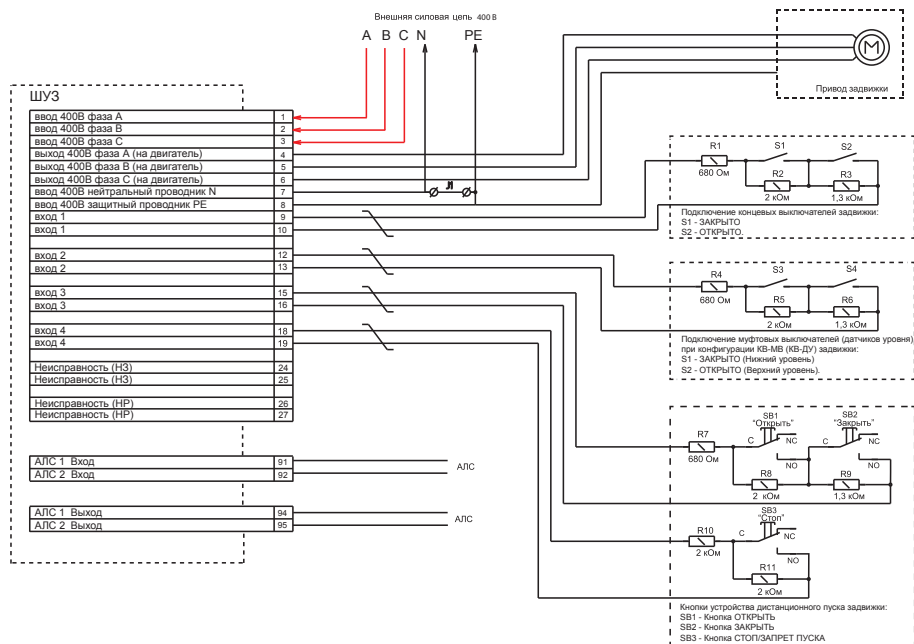 Внешняя силовая цепь 400 В
A B C N PE
M
Привод задвижки
ШУЗ
ввод 400В фаза А 1
ввод 400В фаза В 2
ввод 400В фаза С 3
выход 400В фаза А (на двигатель) 4
выход 400В фаза В (на двигатель) 5
выход 400В фаза С (на двигатель) 6
ввод 400В нейтральный проводник N 7
J1
ввод 400В защитный проводник PE 8
вход 1 9
вход 1 10
вход 2 12
вход 2 13
вход 3 15
вход 3 16
вход 4 18
вход 4 19
Неисправность (НЗ) 24
Неисправность (НЗ) 25
Неисправность (НР) 26
Неисправность (НР) 27
АЛС 1 Вход 91
АЛС 2 Вход 92
АЛС
АЛС 1 Выход 94
АЛС 2 Выход 95
АЛС
R1 S1 S2
680 Ом R2 R3
2 кОм 1,3 кОм
Подключение концевых выключателей задвижки:
S1 - ЗАКРЫТО
S2 - ОТКРЫТО.
R4 S3 S4
680 Ом R5 R6
2 кОм 1,3 кОм
Подключение муфтовых выключателей (датчиков уровня)
при конфигурации КВ-МВ (КВ-ДУ) задвижки:
S1 - ЗАКРЫТО (Нижний уровень)
S2 - ОТКРЫТО (Верхний уровень).
SB1 SB2
"Открыть" "Закрыть"
R7 C NC C NC
680 Ом NO NO
R8 R9
2 кОм 1,3 кОм
SB3
"Стоп"
R10 C NC
2 кОм NO
R11
2 кОм
Кнопки устройства дистанционного пуска задвижки:
SB1 - Кнопка ОТКРЫТЬ
SB2 - Кнопка ЗАКРЫТЬ
SB3 - Кнопка СТОП/ЗАПРЕТ ПУСКА